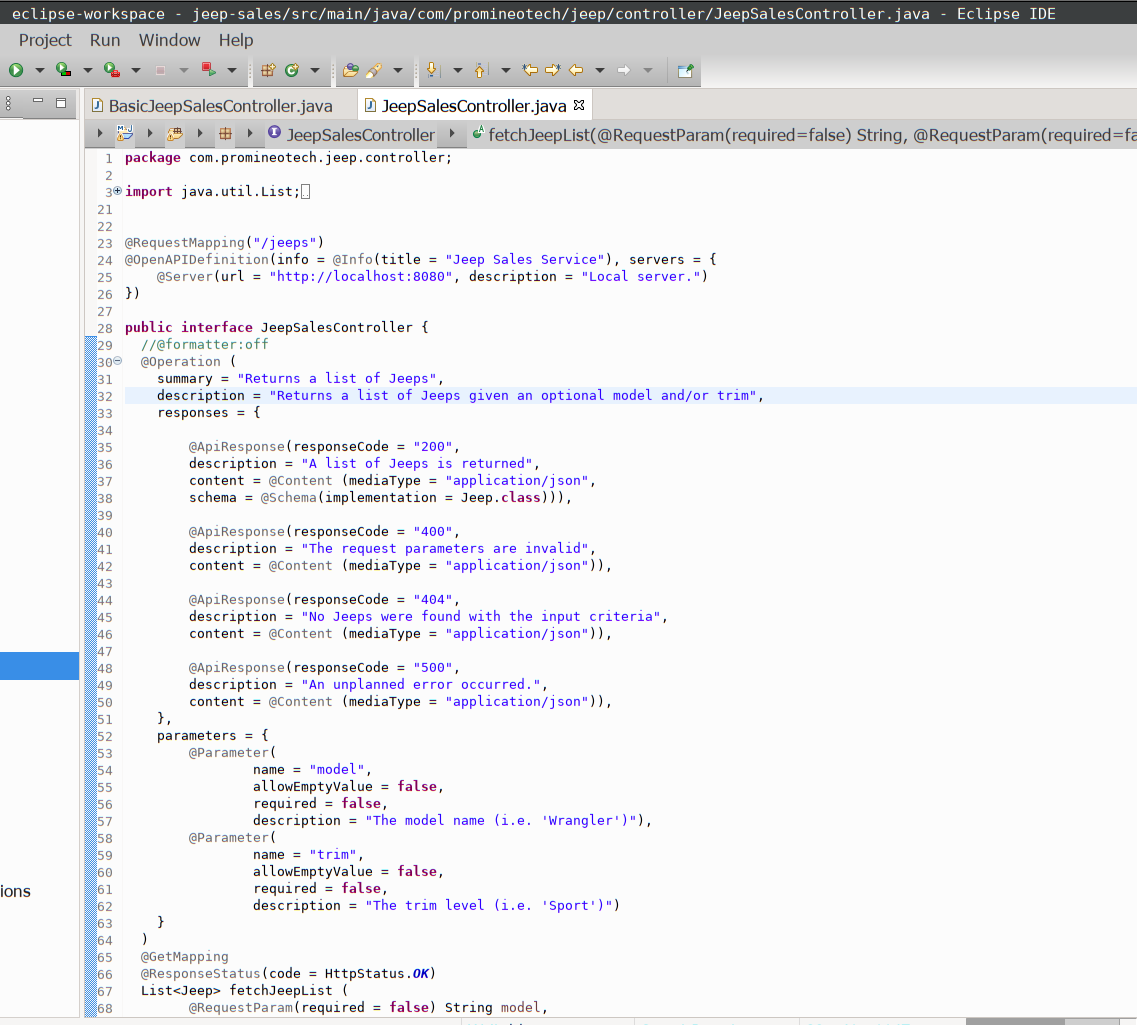 eclipse-workspace - jeep-sales/src/main/java/com/promineotech/jeep/controller/JeepSalesController.java - Eclipse IDE
Project Run Window Help
BasicJeepSalesController.java JeepSalesController.java
JeepSalesController fetchJeepList(@RequestParam(required=false) String, @RequestParam(required=fa
1 package com.promineotech.jeep.controller;
2
3 import java.util.List;
21
22
23 @RequestMapping("/jeeps")
24 @OpenAPIDefinition(info = @Info(title = "Jeep Sales Service"), servers = {
25     @Server(url = "http://localhost:8080", description = "Local server.")
26 })
27
28 public interface JeepSalesController {
29   //@formatter:off
30   @Operation (
31     summary = "Returns a list of Jeeps",
32     description = "Returns a list of Jeeps given an optional model and/or trim",
33     responses = {
34
35         @ApiResponse(responseCode = "200",
36         description = "A list of Jeeps is returned",
37         content = @Content (mediaType = "application/json",
38         schema = @Schema(implementation = Jeep.class))),
39
40         @ApiResponse(responseCode = "400",
41         description = "The request parameters are invalid",
42         content = @Content (mediaType = "application/json")),
43
44         @ApiResponse(responseCode = "404",
45         description = "No Jeeps were found with the input criteria",
46         content = @Content (mediaType = "application/json")),
47
48         @ApiResponse(responseCode = "500",
49         description = "An unplanned error occurred.",
50         content = @Content (mediaType = "application/json")),
51     },
52     parameters = {
53         @Parameter(
54                 name = "model",
55                 allowEmptyValue = false,
56                 required = false,
57                 description = "The model name (i.e. 'Wrangler')"),
58         @Parameter(
59                 name = "trim",
60                 allowEmptyValue = false,
61                 required = false,
ions
62                 description = "The trim level (i.e. 'Sport')")
63     }
64   )
65   @GetMapping
66   @ResponseStatus(code = HttpStatus.OK)
67   List<Jeep> fetchJeepList (
68         @RequestParam(required = false) String model,